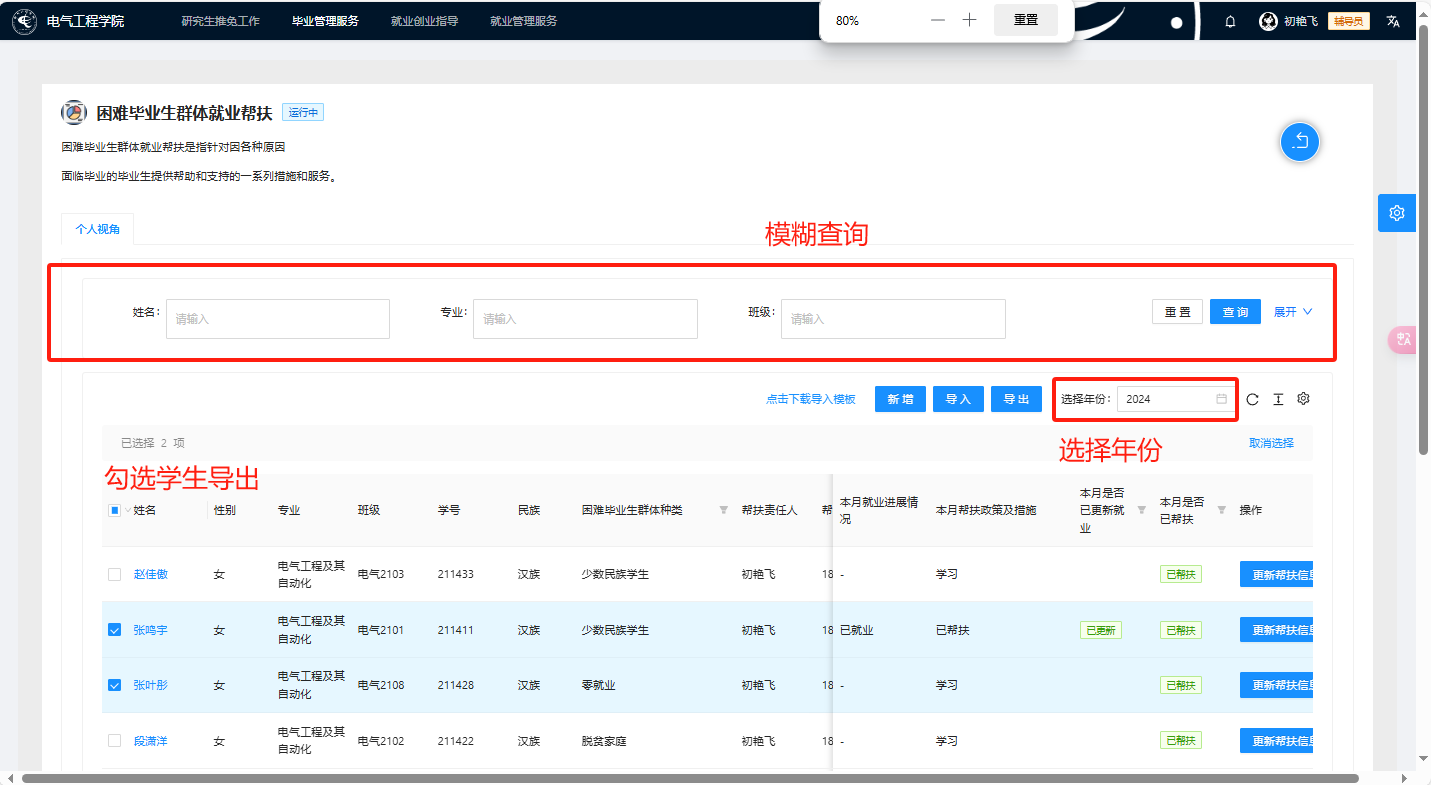 电气工程学院 研究生推免工作 毕业管理服务 就业创业指导 就业管理服务 80% 重置 初艳飞 辅导员
困难毕业生群体就业帮扶 运行中
困难毕业生群体就业帮扶是指针对因各种原因
面临毕业的毕业生提供帮助和支持的一系列措施和服务。
个人视角
模糊查询
姓名: 请输入 专业: 请输入 班级: 请输入 重 置 查 询 展开
点击下载导入模板 新 增 导 入 导 出 选择年份: 2024
已选择 2 项 取消选择
选择年份
勾选学生导出
姓名 性别 专业 班级 学号 民族 困难毕业生群体种类 帮扶责任人 帮 本月就业进展情况 本月帮扶政策及措施 本月是否已更新就业 本月是否已帮扶 操作
赵佳傲 女 电气工程及其自动化 电气2103 211433 汉族 少数民族学生 初艳飞 18 - 学习 已帮扶 更新帮扶信息
张鸣宇 女 电气工程及其自动化 电气2101 211411 汉族 少数民族学生 初艳飞 18 已就业 已帮扶 已更新 已帮扶 更新帮扶信息
张叶彤 女 电气工程及其自动化 电气2108 211428 汉族 零就业 初艳飞 18 - 学习 已帮扶 更新帮扶信息
段潇洋 女 电气工程及其自动化 电气2102 211422 汉族 脱贫家庭 初艳飞 18 - 学习 已帮扶 更新帮扶信息